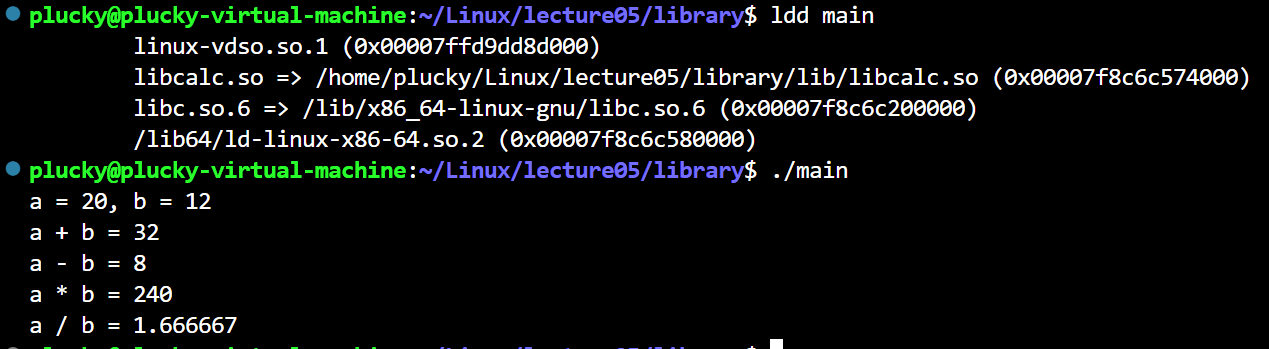 plucky@plucky-virtual-machine:~/Linux/lecture05/library$ ldd main
linux-vdso.so.1 (0x00007ffd9dd8d000)
libcalc.so => /home/plucky/Linux/lecture05/library/lib/libcalc.so (0x00007f8c6c574000)
libc.so.6 => /lib/x86_64-linux-gnu/libc.so.6 (0x00007f8c6c200000)
/lib64/ld-linux-x86-64.so.2 (0x00007f8c6c580000)
plucky@plucky-virtual-machine:~/Linux/lecture05/library$ ./main
a = 20, b = 12
a + b = 32
a - b = 8
a * b = 240
a / b = 1.666667